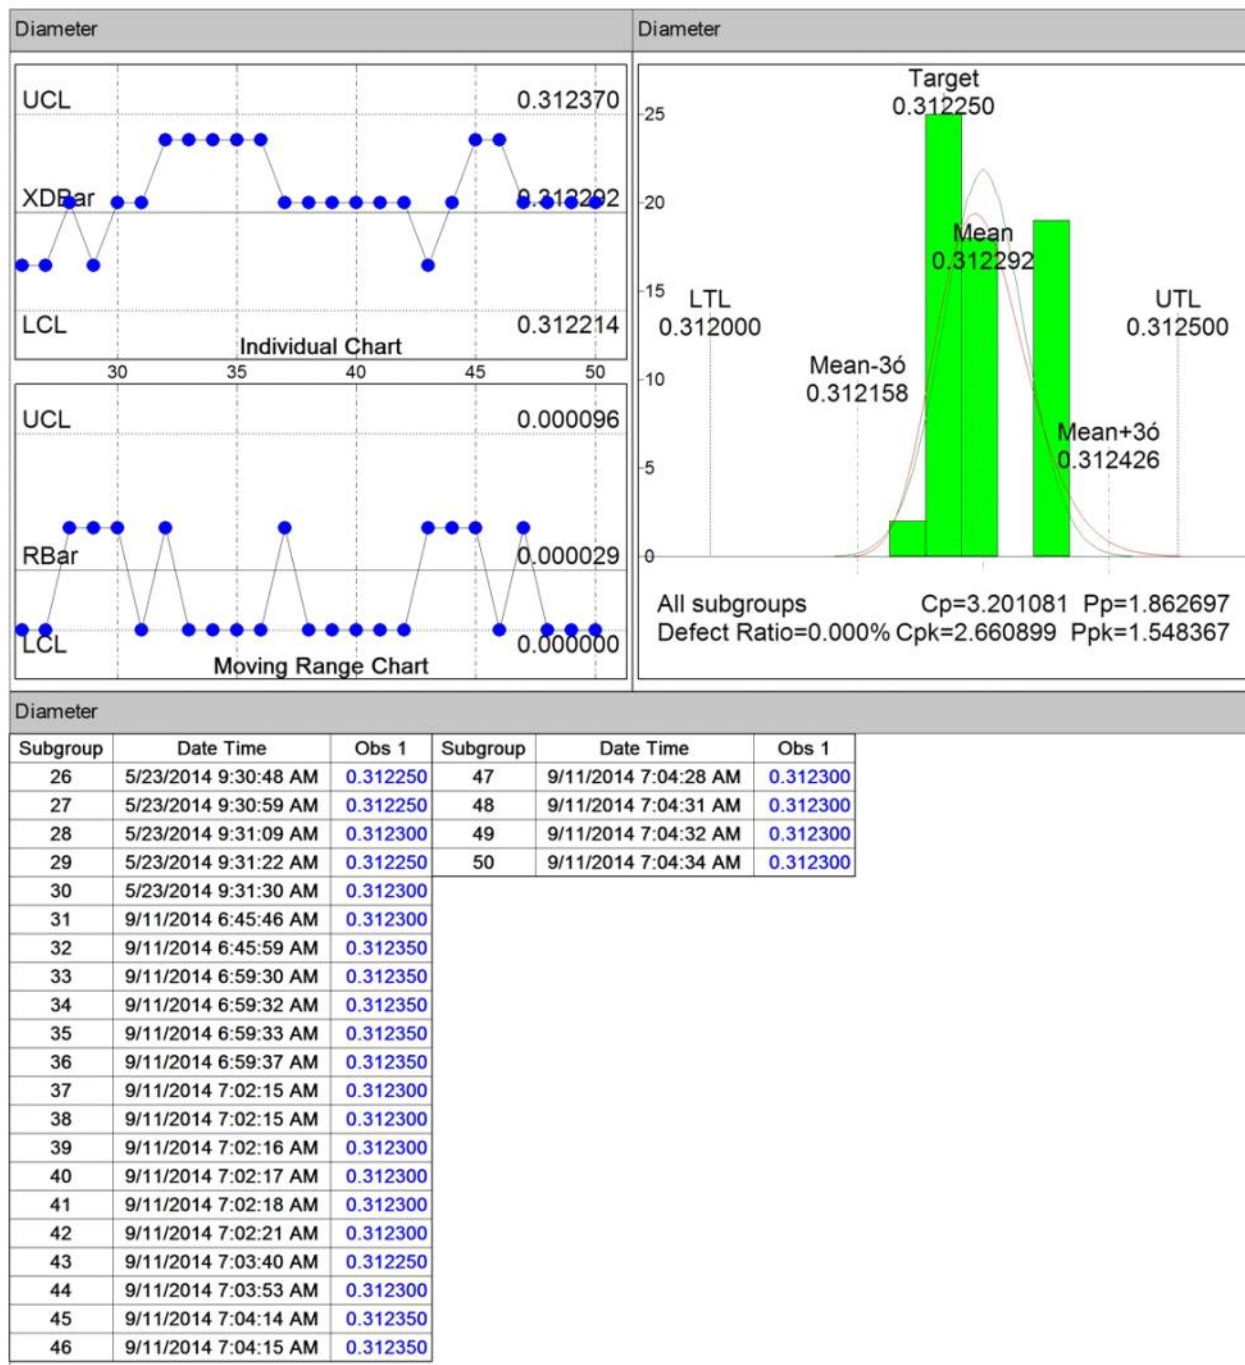 Diameter
UCL 0.312370
XDBar 0.312292
LCL 0.312214
Individual Chart
30 35 40 45 50
UCL 0.000096
RBar 0.000029
LCL 0.000000
Moving Range Chart
Diameter
Target
0.312250
25
20
Mean
0.312292
15
LTL
0.312000
UTL
0.312500
Mean-3ó
0.312158
10
Mean+3ó
0.312426
5
0
All subgroups Cp=3.201081 Pp=1.862697
Defect Ratio=0.000% Cpk=2.660899 Ppk=1.548367
Diameter
Subgroup Date Time Obs 1 Subgroup Date Time Obs 1
26 5/23/2014 9:30:48 AM 0.312250 47 9/11/2014 7:04:28 AM 0.312300
27 5/23/2014 9:30:59 AM 0.312250 48 9/11/2014 7:04:31 AM 0.312300
28 5/23/2014 9:31:09 AM 0.312300 49 9/11/2014 7:04:32 AM 0.312300
29 5/23/2014 9:31:22 AM 0.312250 50 9/11/2014 7:04:34 AM 0.312300
30 5/23/2014 9:31:30 AM 0.312300
31 9/11/2014 6:45:46 AM 0.312300
32 9/11/2014 6:45:59 AM 0.312350
33 9/11/2014 6:59:30 AM 0.312350
34 9/11/2014 6:59:32 AM 0.312350
35 9/11/2014 6:59:33 AM 0.312350
36 9/11/2014 6:59:37 AM 0.312350
37 9/11/2014 7:02:15 AM 0.312300
38 9/11/2014 7:02:15 AM 0.312300
39 9/11/2014 7:02:16 AM 0.312300
40 9/11/2014 7:02:17 AM 0.312300
41 9/11/2014 7:02:18 AM 0.312300
42 9/11/2014 7:02:21 AM 0.312300
43 9/11/2014 7:03:40 AM 0.312250
44 9/11/2014 7:03:53 AM 0.312300
45 9/11/2014 7:04:14 AM 0.312350
46 9/11/2014 7:04:15 AM 0.312350